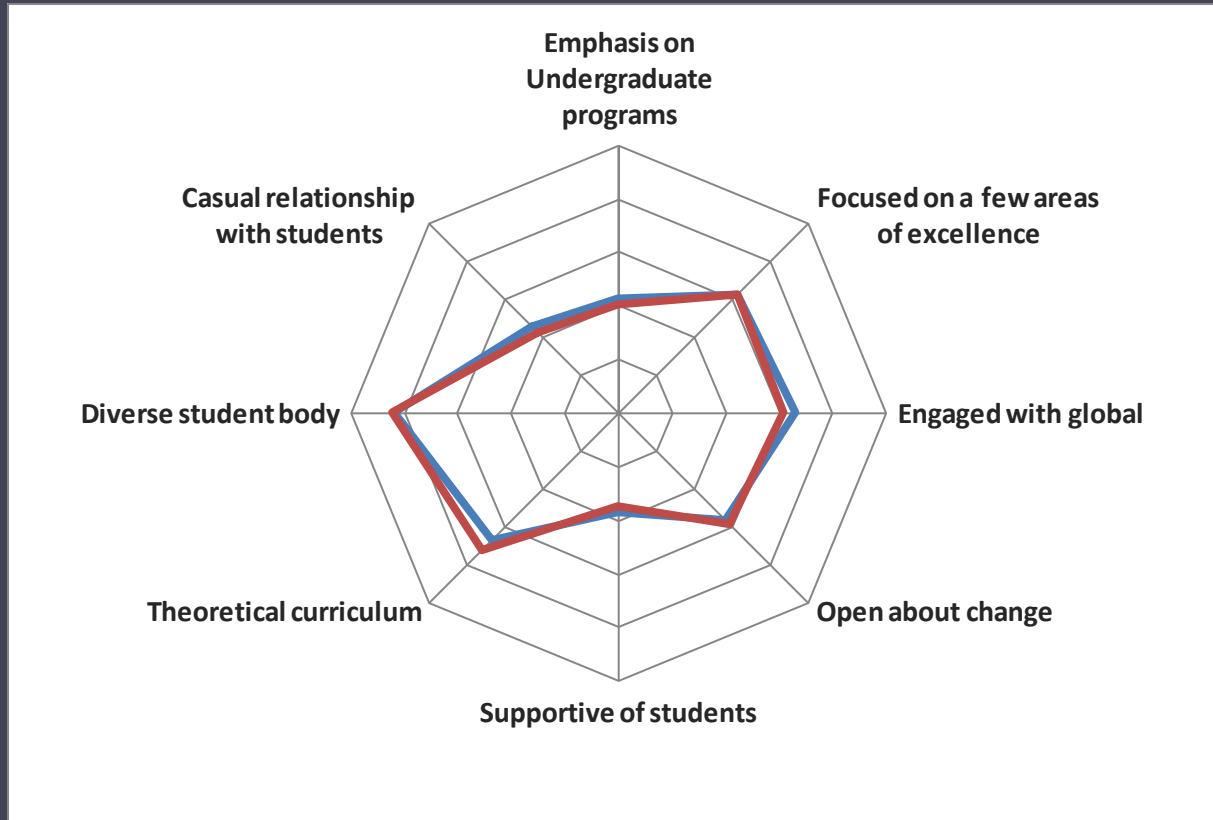 Emphasis on
Undergraduate
programs
Casual relationship
with students
Focused on a few areas
of excellence
Diverse student body
Engaged with global
Theoretical curriculum
Open about change
Supportive of students